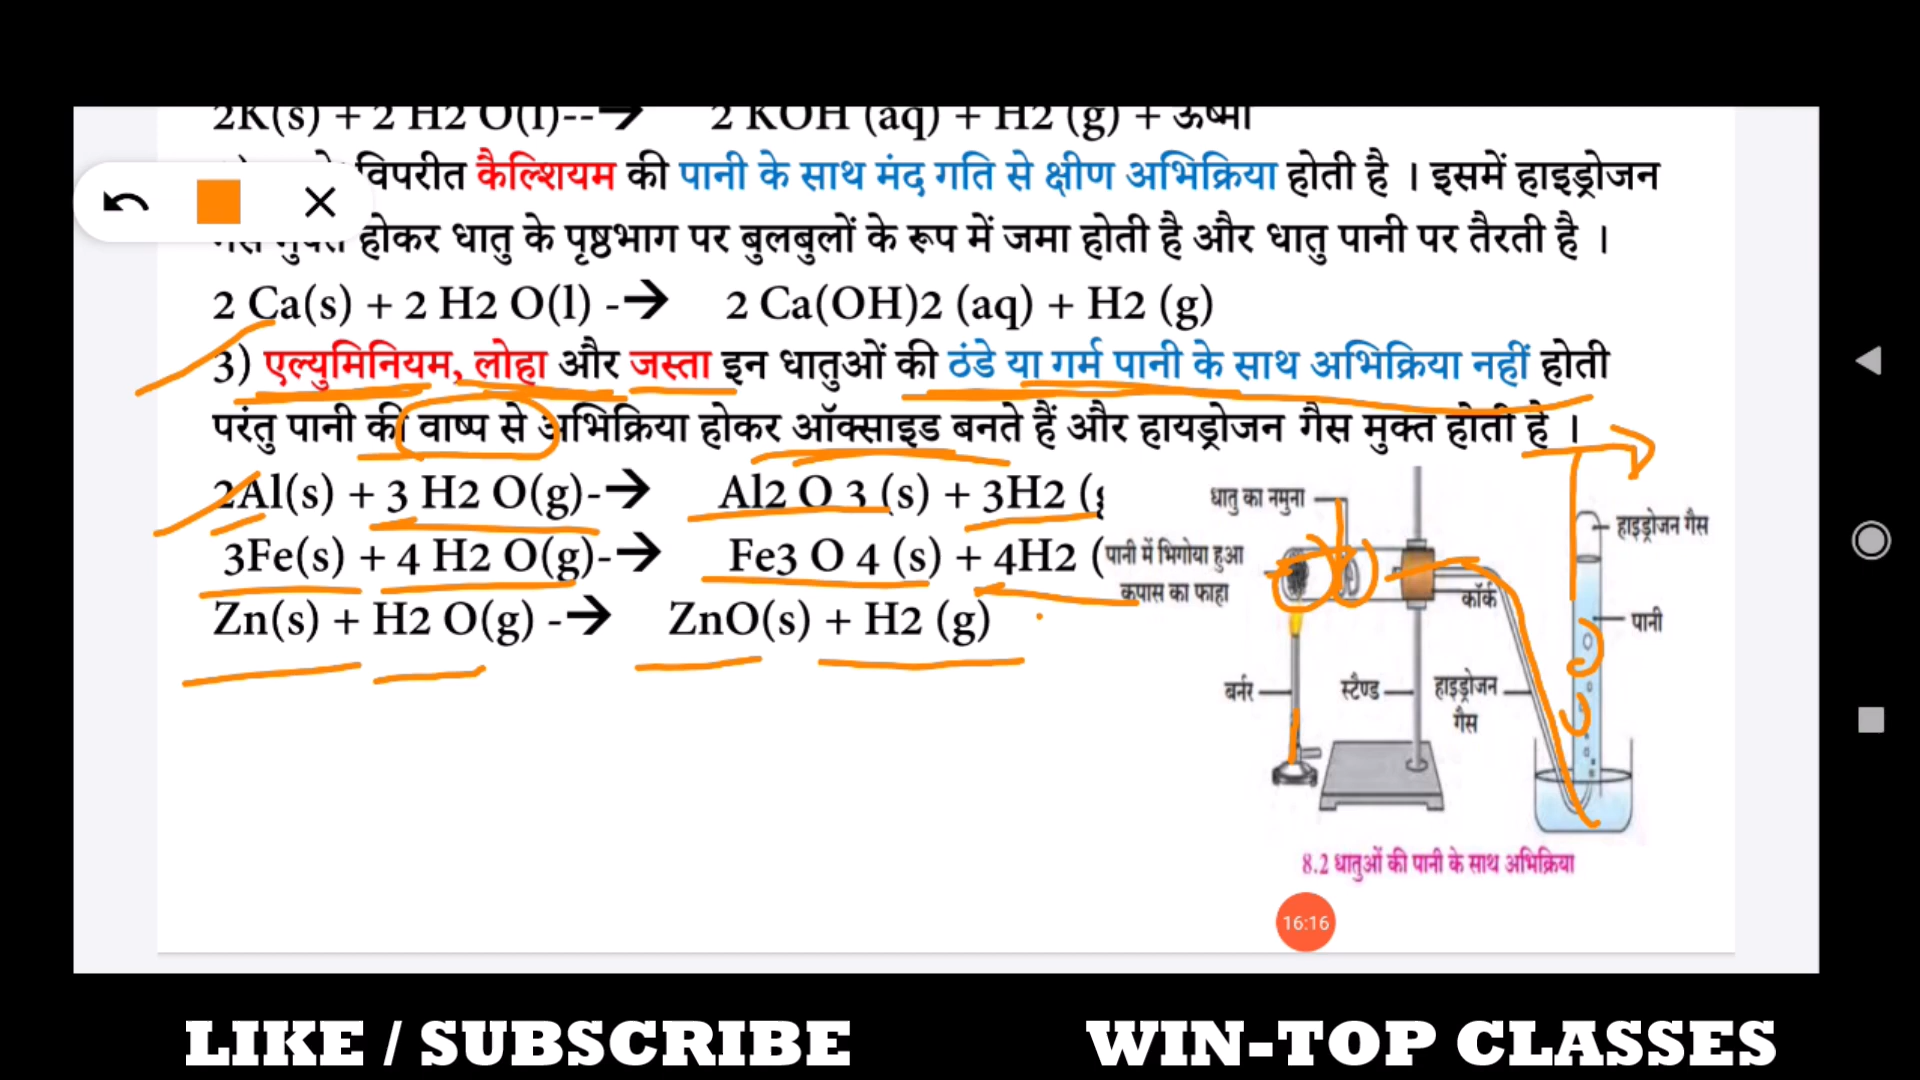 2K(s) + 2 H2 O(l)--→ 2 KOH (aq) + H2 (g) + ऊष्मा
विपरीत कैल्शियम की पानी के साथ मंद गति से क्षीण अभिक्रिया होती है । इसमें हाइड्रोजन
होकर धातु के पृष्ठभाग पर बुलबुलों के रूप में जमा होती है और धातु पानी पर तैरती है ।
2 Ca(s) + 2 H2 O(l) -→ 2 Ca(OH)2 (aq) + H2 (g)
3) एल्युमिनियम, लोहा और जस्ता इन धातुओं की ठंडे या गर्म पानी के साथ अभिक्रिया नहीं होती
परंतु पानी की वाष्प से अभिक्रिया होकर ऑक्साइड बनते हैं और हायड्रोजन गैस मुक्त होती है ।
2Al(s) + 3 H2 O(g)-→ Al2 O 3 (s) + 3H2 (g
3Fe(s) + 4 H2 O(g)-→ Fe3 O 4 (s) + 4H2 (
Zn(s) + H2 O(g) -→ ZnO(s) + H2 (g)
धातु का नमुना
हाइड्रोजन गैस
पानी में भिगोया हुआ
कपास का फाहा
कॉर्क
पानी
बर्नर
स्टैण्ड
हाइड्रोजन
गैस
8.2 धातुओं की पानी के साथ अभिक्रिया
16:16
LIKE / SUBSCRIBE
WIN-TOP CLASSES